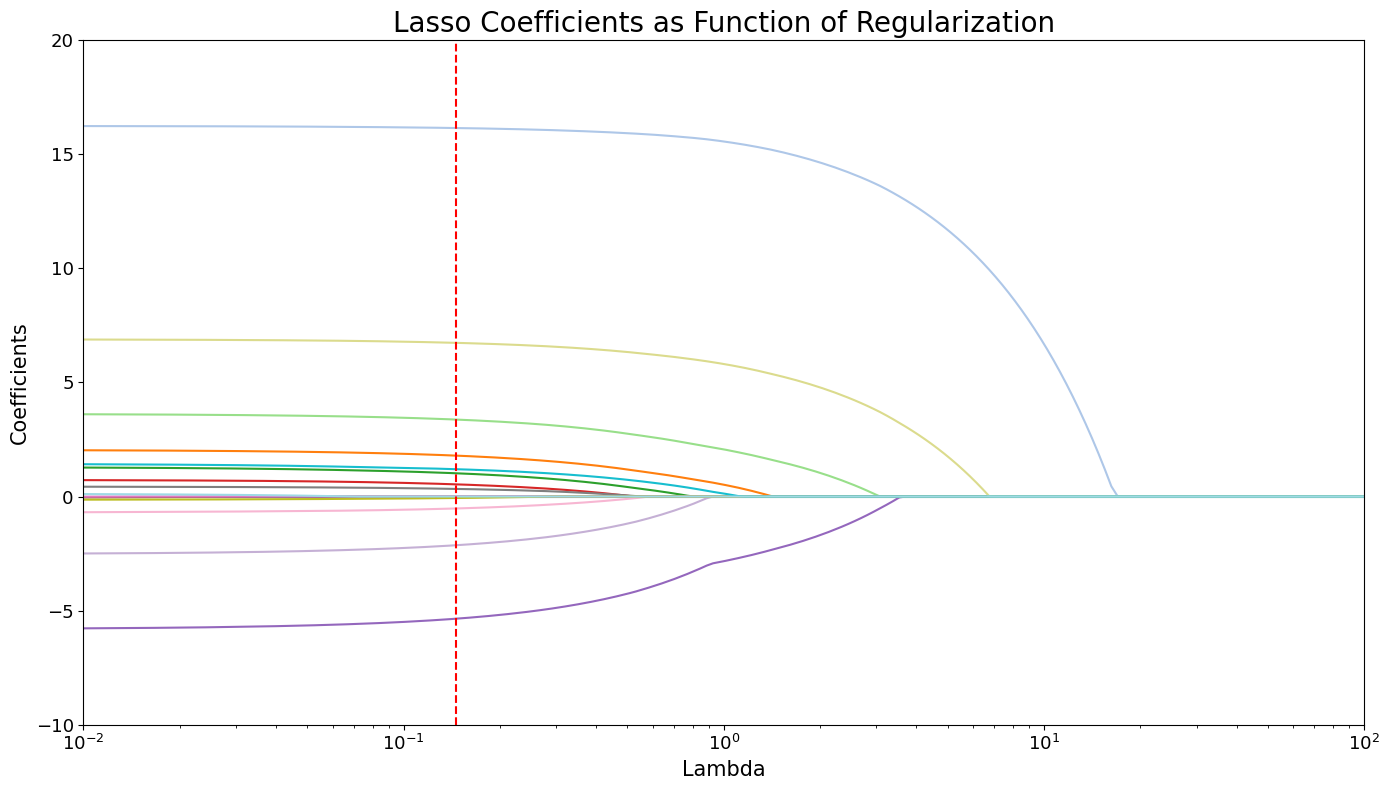 Lasso Coefficients as Function of Regularization
20
15
10
5
0
−5
−10
Coefficients
10⁻² 10⁻¹ 10⁰ 10¹ 10²
Lambda